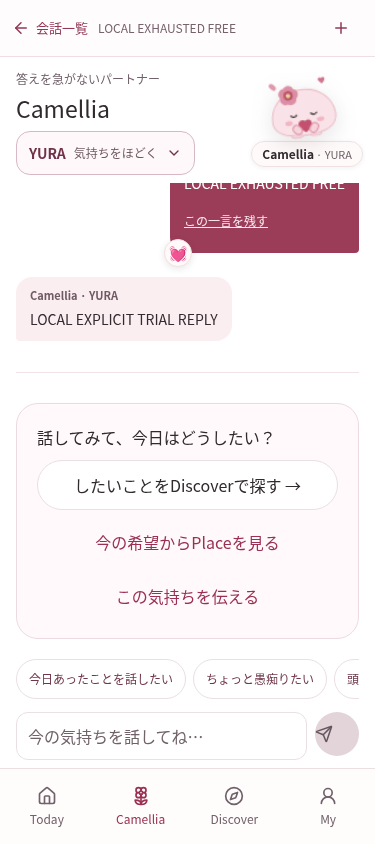 会話一覧 LOCAL EXHAUSTED FREE
答えを急がないパートナー
Camellia
YURA 気持ちをほどく
Camellia · YURA
LOCAL EXHAUSTED FREE
この一言を残す
Camellia · YURA
LOCAL EXPLICIT TRIAL REPLY
話してみて、今日はどうしたい？
したいことをDiscoverで探す →
今の希望からPlaceを見る
この気持ちを伝える
今日あったことを話したい ちょっと愚痴りたい 頭
今の気持ちを話してね…
Today Camellia Discover My